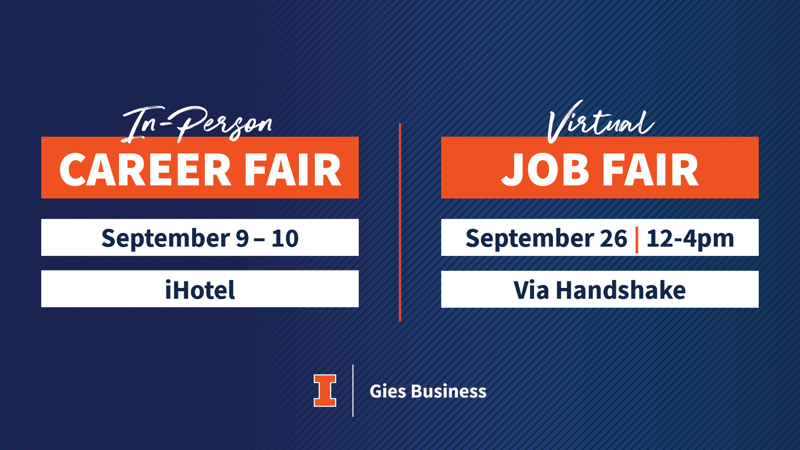 In-Person
CAREER FAIR
September 9 – 10
iHotel
Virtual
JOB FAIR
September 26 | 12-4pm
Via Handshake
I
Gies Business